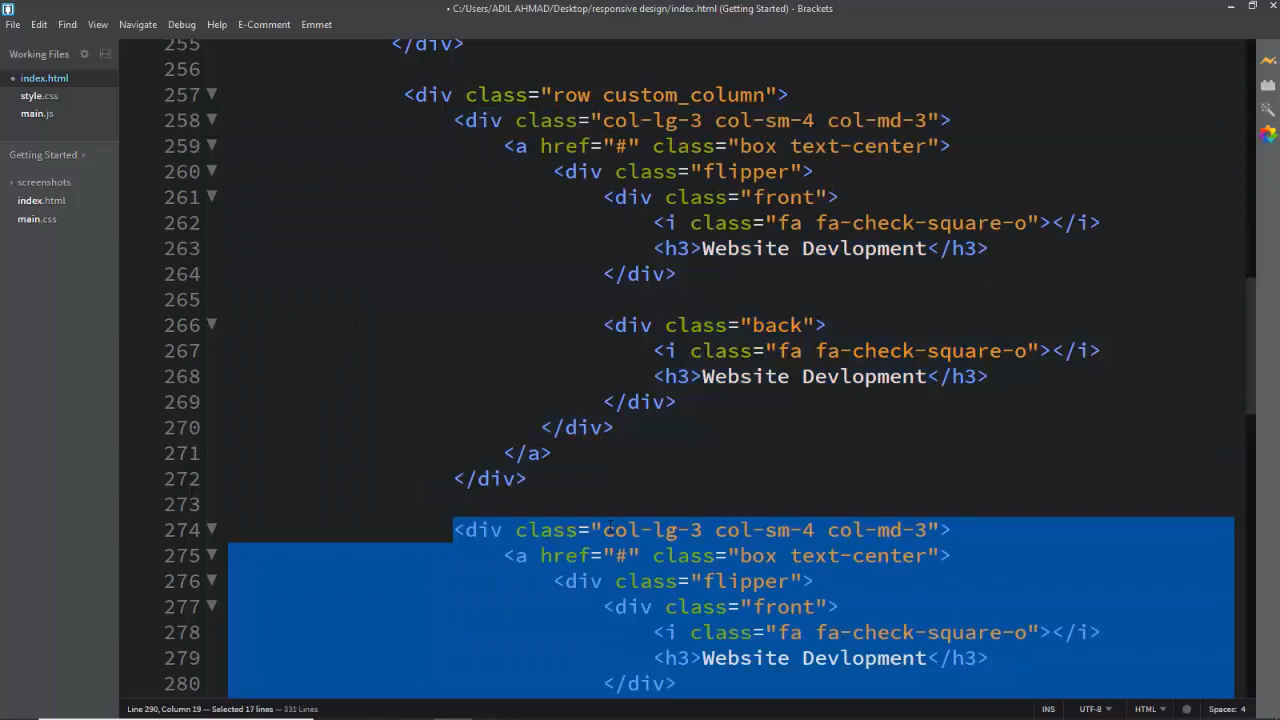 • C:/Users/ADIL AHMAD/Desktop/responsive design/index.html (Getting Started) - Brackets
File Edit Find View Navigate Debug Help E-Comment Emmet
Working Files
• index.html
style.css
main.js
Getting Started
screenshots
index.html
main.css
255 </div>
256
257 <div class="row custom_column">
258 <div class="col-lg-3 col-sm-4 col-md-3">
259 <a href="#" class="box text-center">
260 <div class="flipper">
261 <div class="front">
262 <i class="fa fa-check-square-o"></i>
263 <h3>Website Devlopment</h3>
264 </div>
265
266 <div class="back">
267 <i class="fa fa-check-square-o"></i>
268 <h3>Website Devlopment</h3>
269 </div>
270 </div>
271 </a>
272 </div>
273
274 <div class="col-lg-3 col-sm-4 col-md-3">
275 <a href="#" class="box text-center">
276 <div class="flipper">
277 <div class="front">
278 <i class="fa fa-check-square-o"></i>
279 <h3>Website Devlopment</h3>
280 </div>
Line 290, Column 19 — Selected 17 lines — 331 Lines INS UTF-8 HTML Spaces: 4